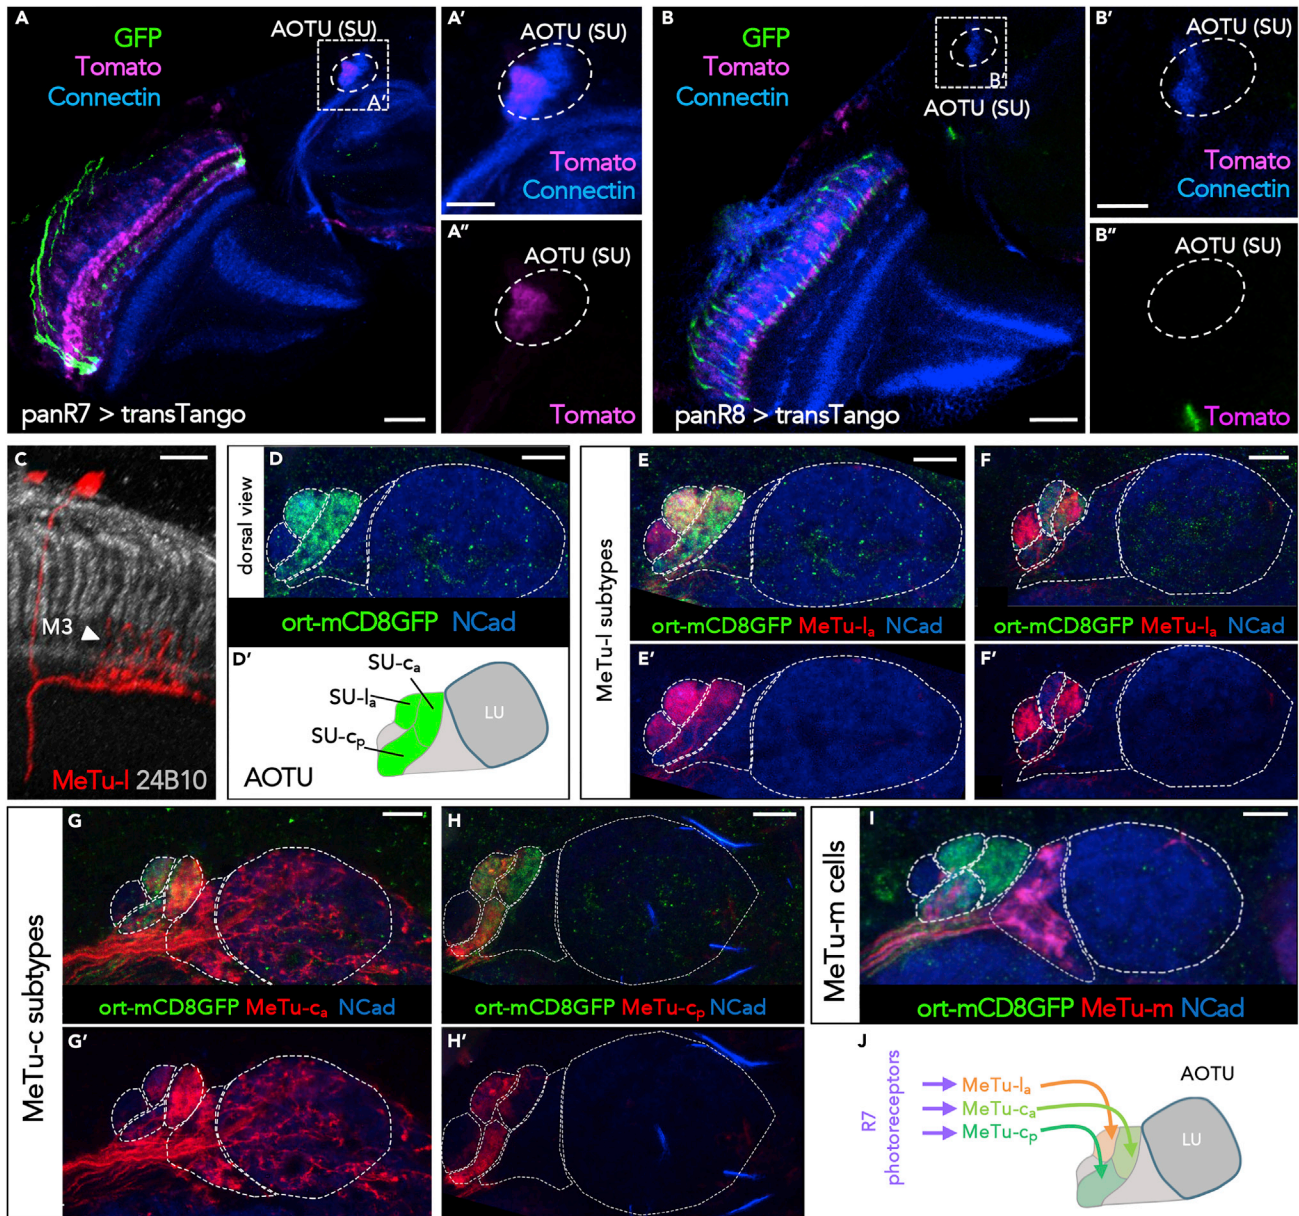 A
GFP
Tomato
Connectin
AOTU (SU)
A'
panR7 > transTango
A'
AOTU (SU)
Tomato
Connectin
A"
AOTU (SU)
Tomato
B
GFP
Tomato
Connectin
B'
AOTU (SU)
panR8 > transTango
B'
AOTU (SU)
Tomato
Connectin
B"
AOTU (SU)
Tomato
C
M3
MeTu-l 24B10
dorsal view
D
ort-mCD8GFP NCad
D'
SU-cₐ
SU-lₐ
SU-cₚ
LU
AOTU
MeTu-l subtypes
E
ort-mCD8GFP MeTu-lₐ NCad
E'
F
ort-mCD8GFP MeTu-lₐ NCad
F'
MeTu-c subtypes
G
ort-mCD8GFP MeTu-cₐ NCad
G'
H
ort-mCD8GFP MeTu-cₚ NCad
H'
MeTu-m cells
I
ort-mCD8GFP MeTu-m NCad
J
R7
photoreceptors
MeTu-lₐ
MeTu-cₐ
MeTu-cₚ
AOTU
LU